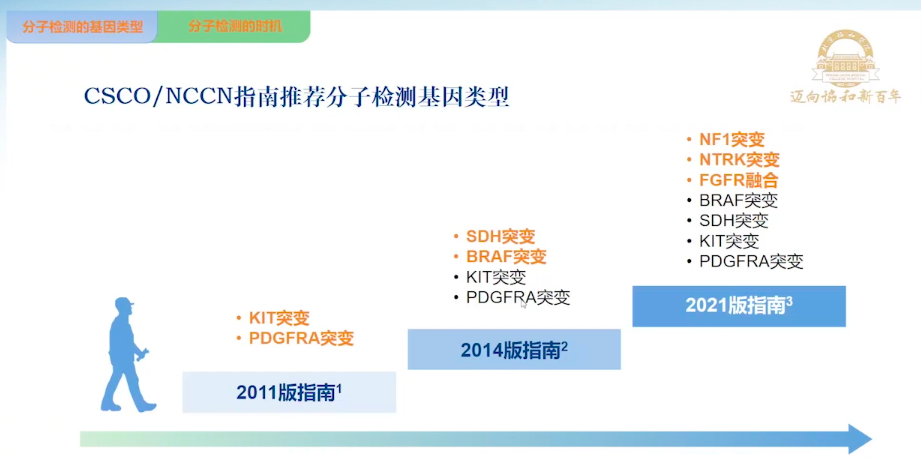 分子检测的基因类型
分子检测的时机
CSCO/NCCN指南推荐分子检测基因类型
迈向协和新百年
• NF1突变
• NTRK突变
• FGFR融合
• BRAF突变
• SDH突变
• KIT突变
• PDGFRA突变
2021版指南3
• SDH突变
• BRAF突变
• KIT突变
• PDGFRA突变
2014版指南2
• KIT突变
• PDGFRA突变
2011版指南1